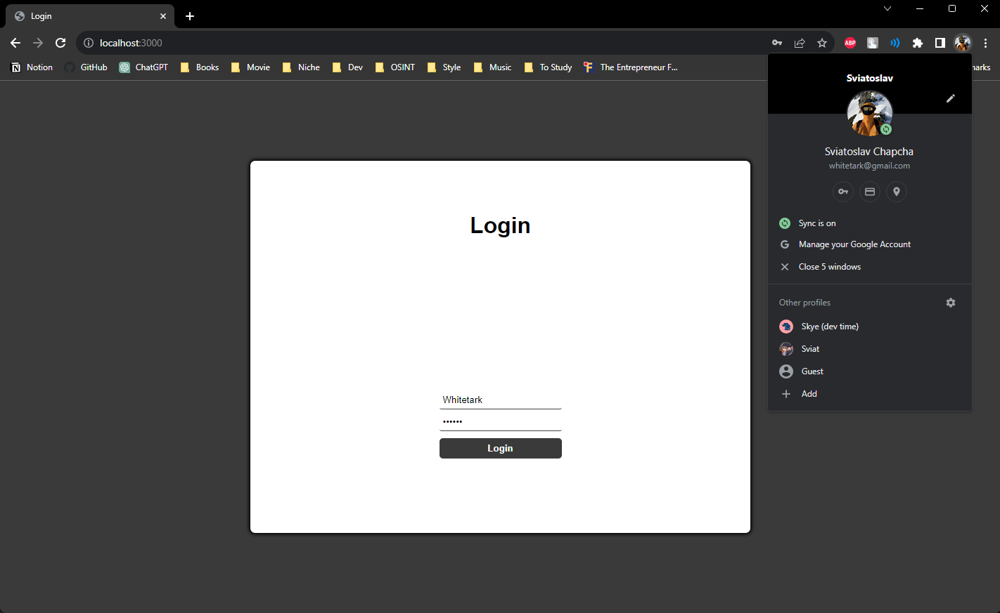 Login
localhost:3000
ABP
Notion GitHub ChatGPT Books Movie Niche Dev OSINT Style Music To Study The Entrepreneur F... narks
Sviatoslav
Sviatoslav Chapcha
whitetark@gmail.com
Sync is on
G Manage your Google Account
Close 5 windows
Other profiles
Skye (dev time)
Sviat
Guest
Add
Login
Whitetark
••••••
Login